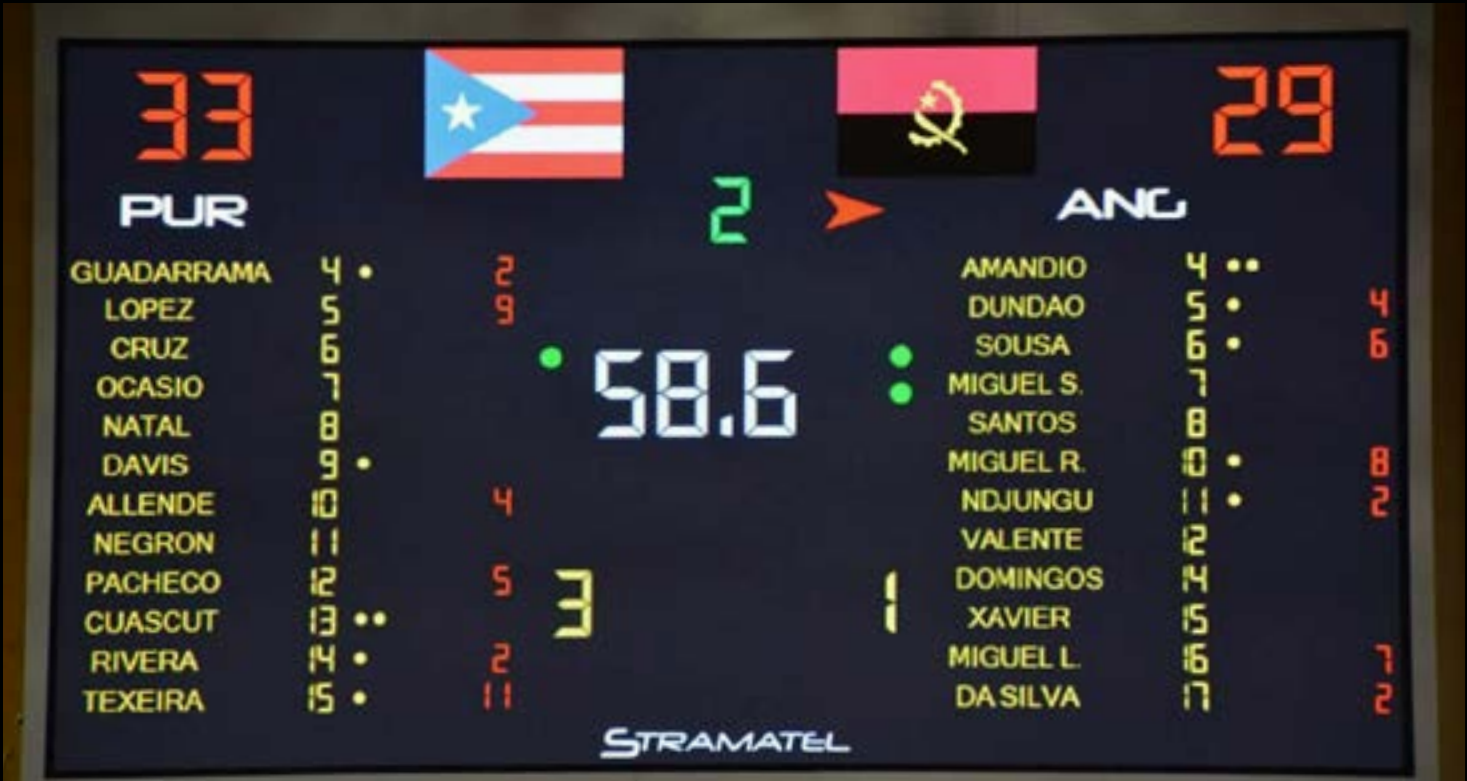 33 29
PUR 2 ANG
GUADARRAMA 4 2 AMANDIO 4
LOPEZ 5 9 DUNDAO 5 4
CRUZ 6 SOUSA 6 6
OCASIO 7 58.6 MIGUEL S. 7
NATAL 8 SANTOS 8
DAVIS 9 MIGUEL R. 10 8
ALLENDE 10 4 NDJUNGU 11 2
NEGRON 11 VALENTE 12
PACHECO 12 5 3 1 DOMINGOS 14
CUASCUT 13 XAVIER 15
RIVERA 14 2 MIGUEL L. 16 7
TEXEIRA 15 11 DA SILVA 17 2
STRAMATEL